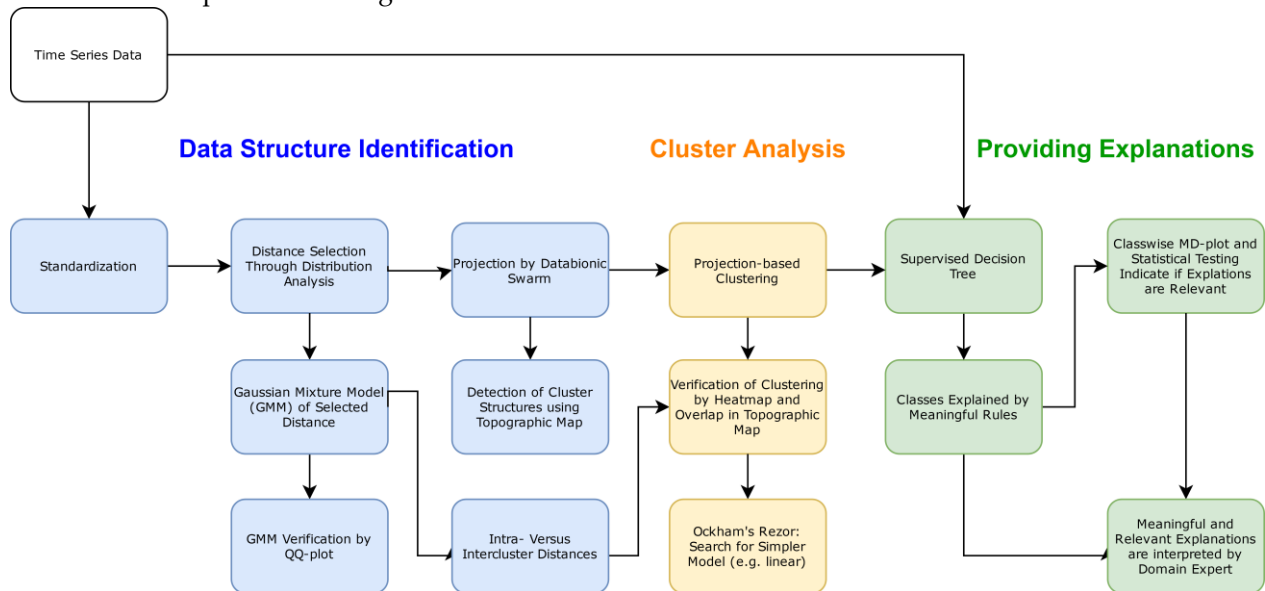 Time Series Data
Data Structure Identification
Cluster Analysis
Providing Explanations
Standardization
Distance Selection
Through Distribution
Analysis
Projection by Databionic
Swarm
Projection-based
Clustering
Supervised Decision
Tree
Classwise MD-plot and
Statistical Testing
Indicate if Explations
are Relevant
Gaussian Mixture Model
(GMM) of Selected
Distance
Detection of Cluster
Structures using
Topographic Map
Verification of Clustering
by Heatmap and
Overlap in Topographic
Map
Classes Explained by
Meaningful Rules
GMM Verification by
QQ-plot
Intra- Versus
Intercluster Distances
Ockham's Rezor:
Search for Simpler
Model (e.g. linear)
Meaningful and
Relevant Explanations
are interpreted by
Domain Expert